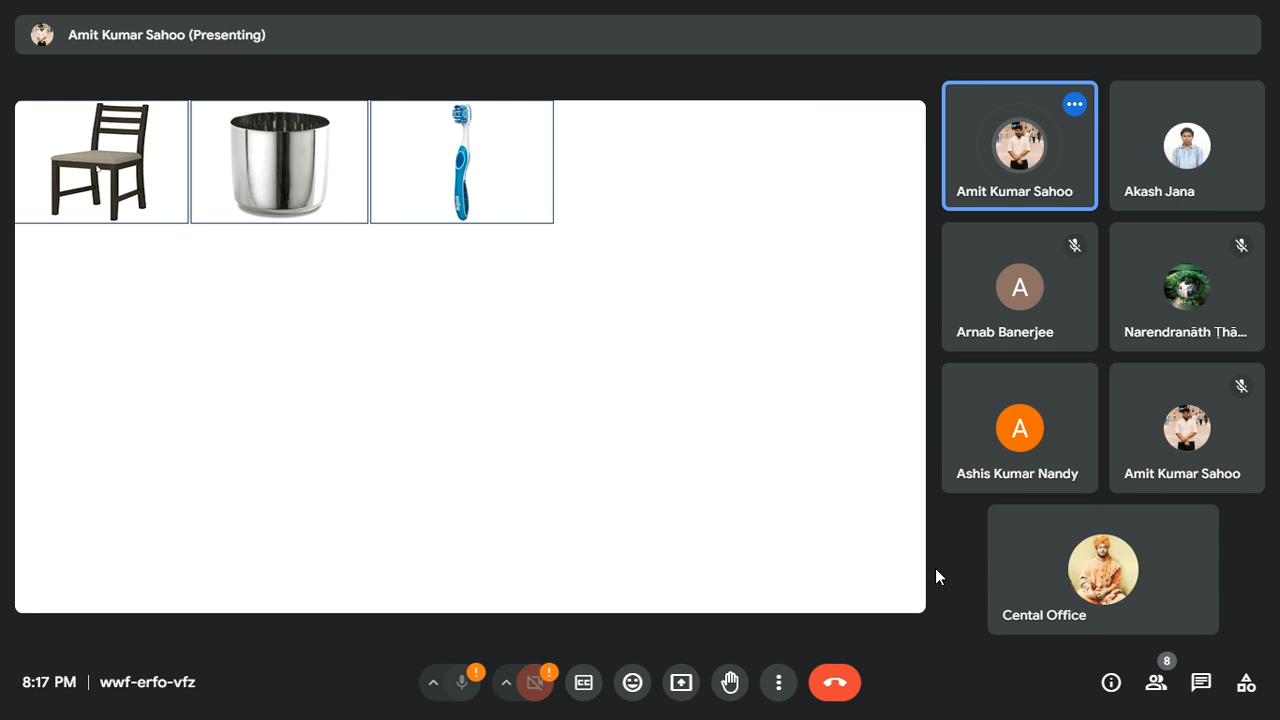 Amit Kumar Sahoo (Presenting)
Amit Kumar Sahoo
Akash Jana
A
Arnab Banerjee
Narendranāth Ṭhā...
A
Ashis Kumar Nandy
Amit Kumar Sahoo
Cental Office
8:17 PM | wwf-erfo-vfz
!
!
CC
8